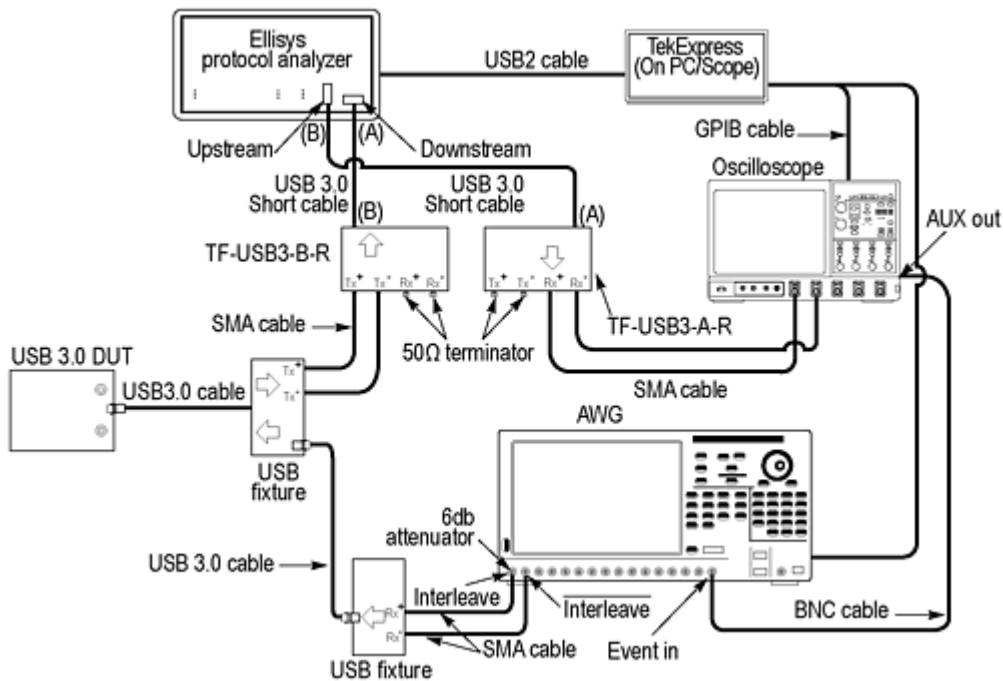 Ellisys
protocol analyzer
USB2 cable
TekExpress
(On PC/Scope)
GPIB cable
Oscilloscope
(B)
(A)
Upstream
Downstream
USB 3.0
Short cable
(B)
USB 3.0
Short cable
(A)
AUX out
TF-USB3-B-R
Tx+
Tx-
Rx+
Rx-
Tx+
Tx-
Rx+
Rx-
TF-USB3-A-R
SMA cable
50Ω terminator
SMA cable
USB 3.0 DUT
USB3.0 cable
Tx+
Tx-
USB
fixture
AWG
6db
attenuator
USB 3.0 cable
Interleave
Interleave
Rx+
Rx-
SMA cable
Event in
BNC cable
USB fixture